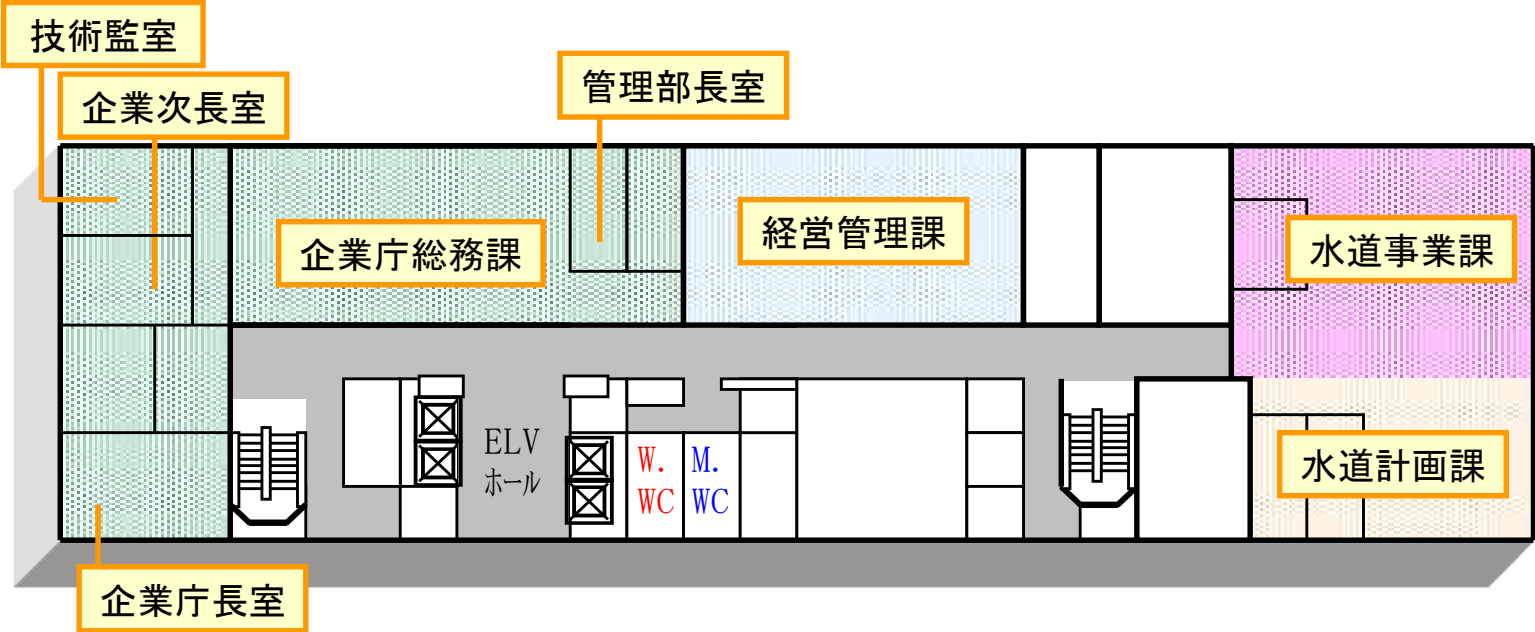 技術監室
企業次長室
管理部長室
企業庁総務課
経営管理課
水道事業課
ELV
ホール
W.
WC
M.
WC
水道計画課
企業庁長室